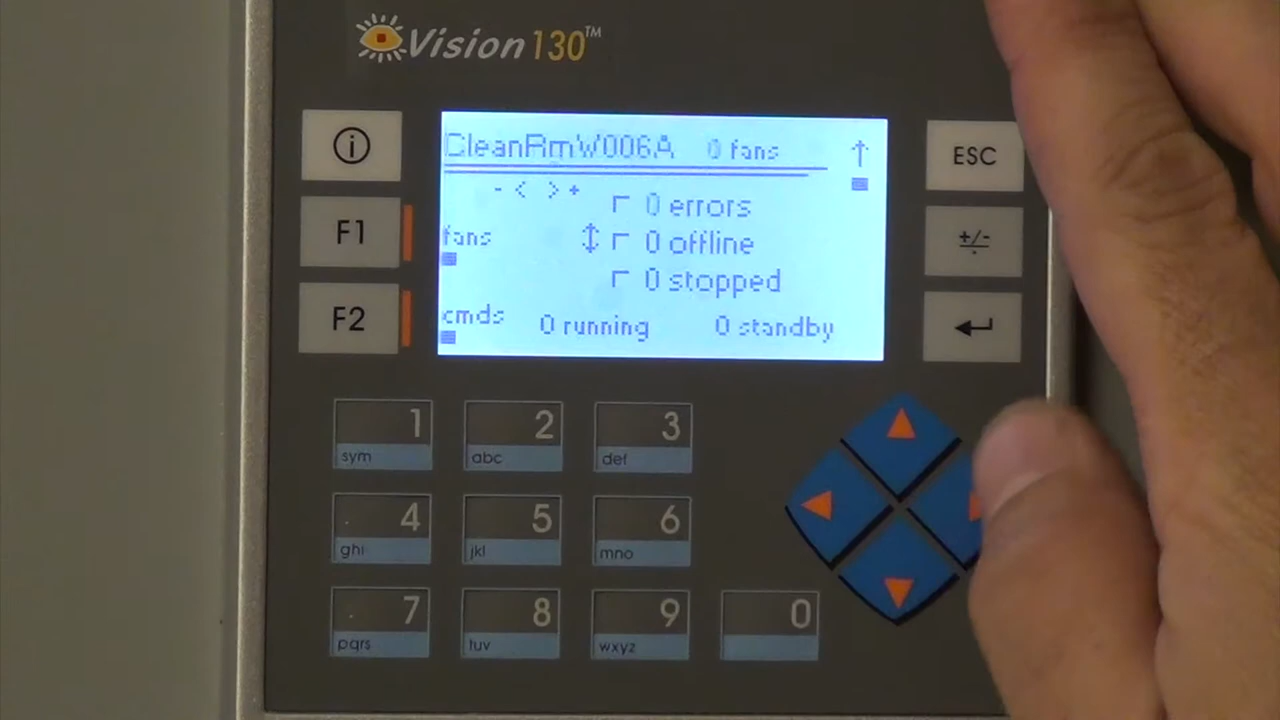 Vision130™
CleanRmW006A 0 fans ↑
- < > +
0 errors
fans ↕ 0 offline
0 stopped
cmds 0 running 0 standby
F1
F2
ESC
+/-
1 sym
2 abc
3 def
4 ghi
5 jkl
6 mno
7 pqrs
8 tuv
9 wxyz
0